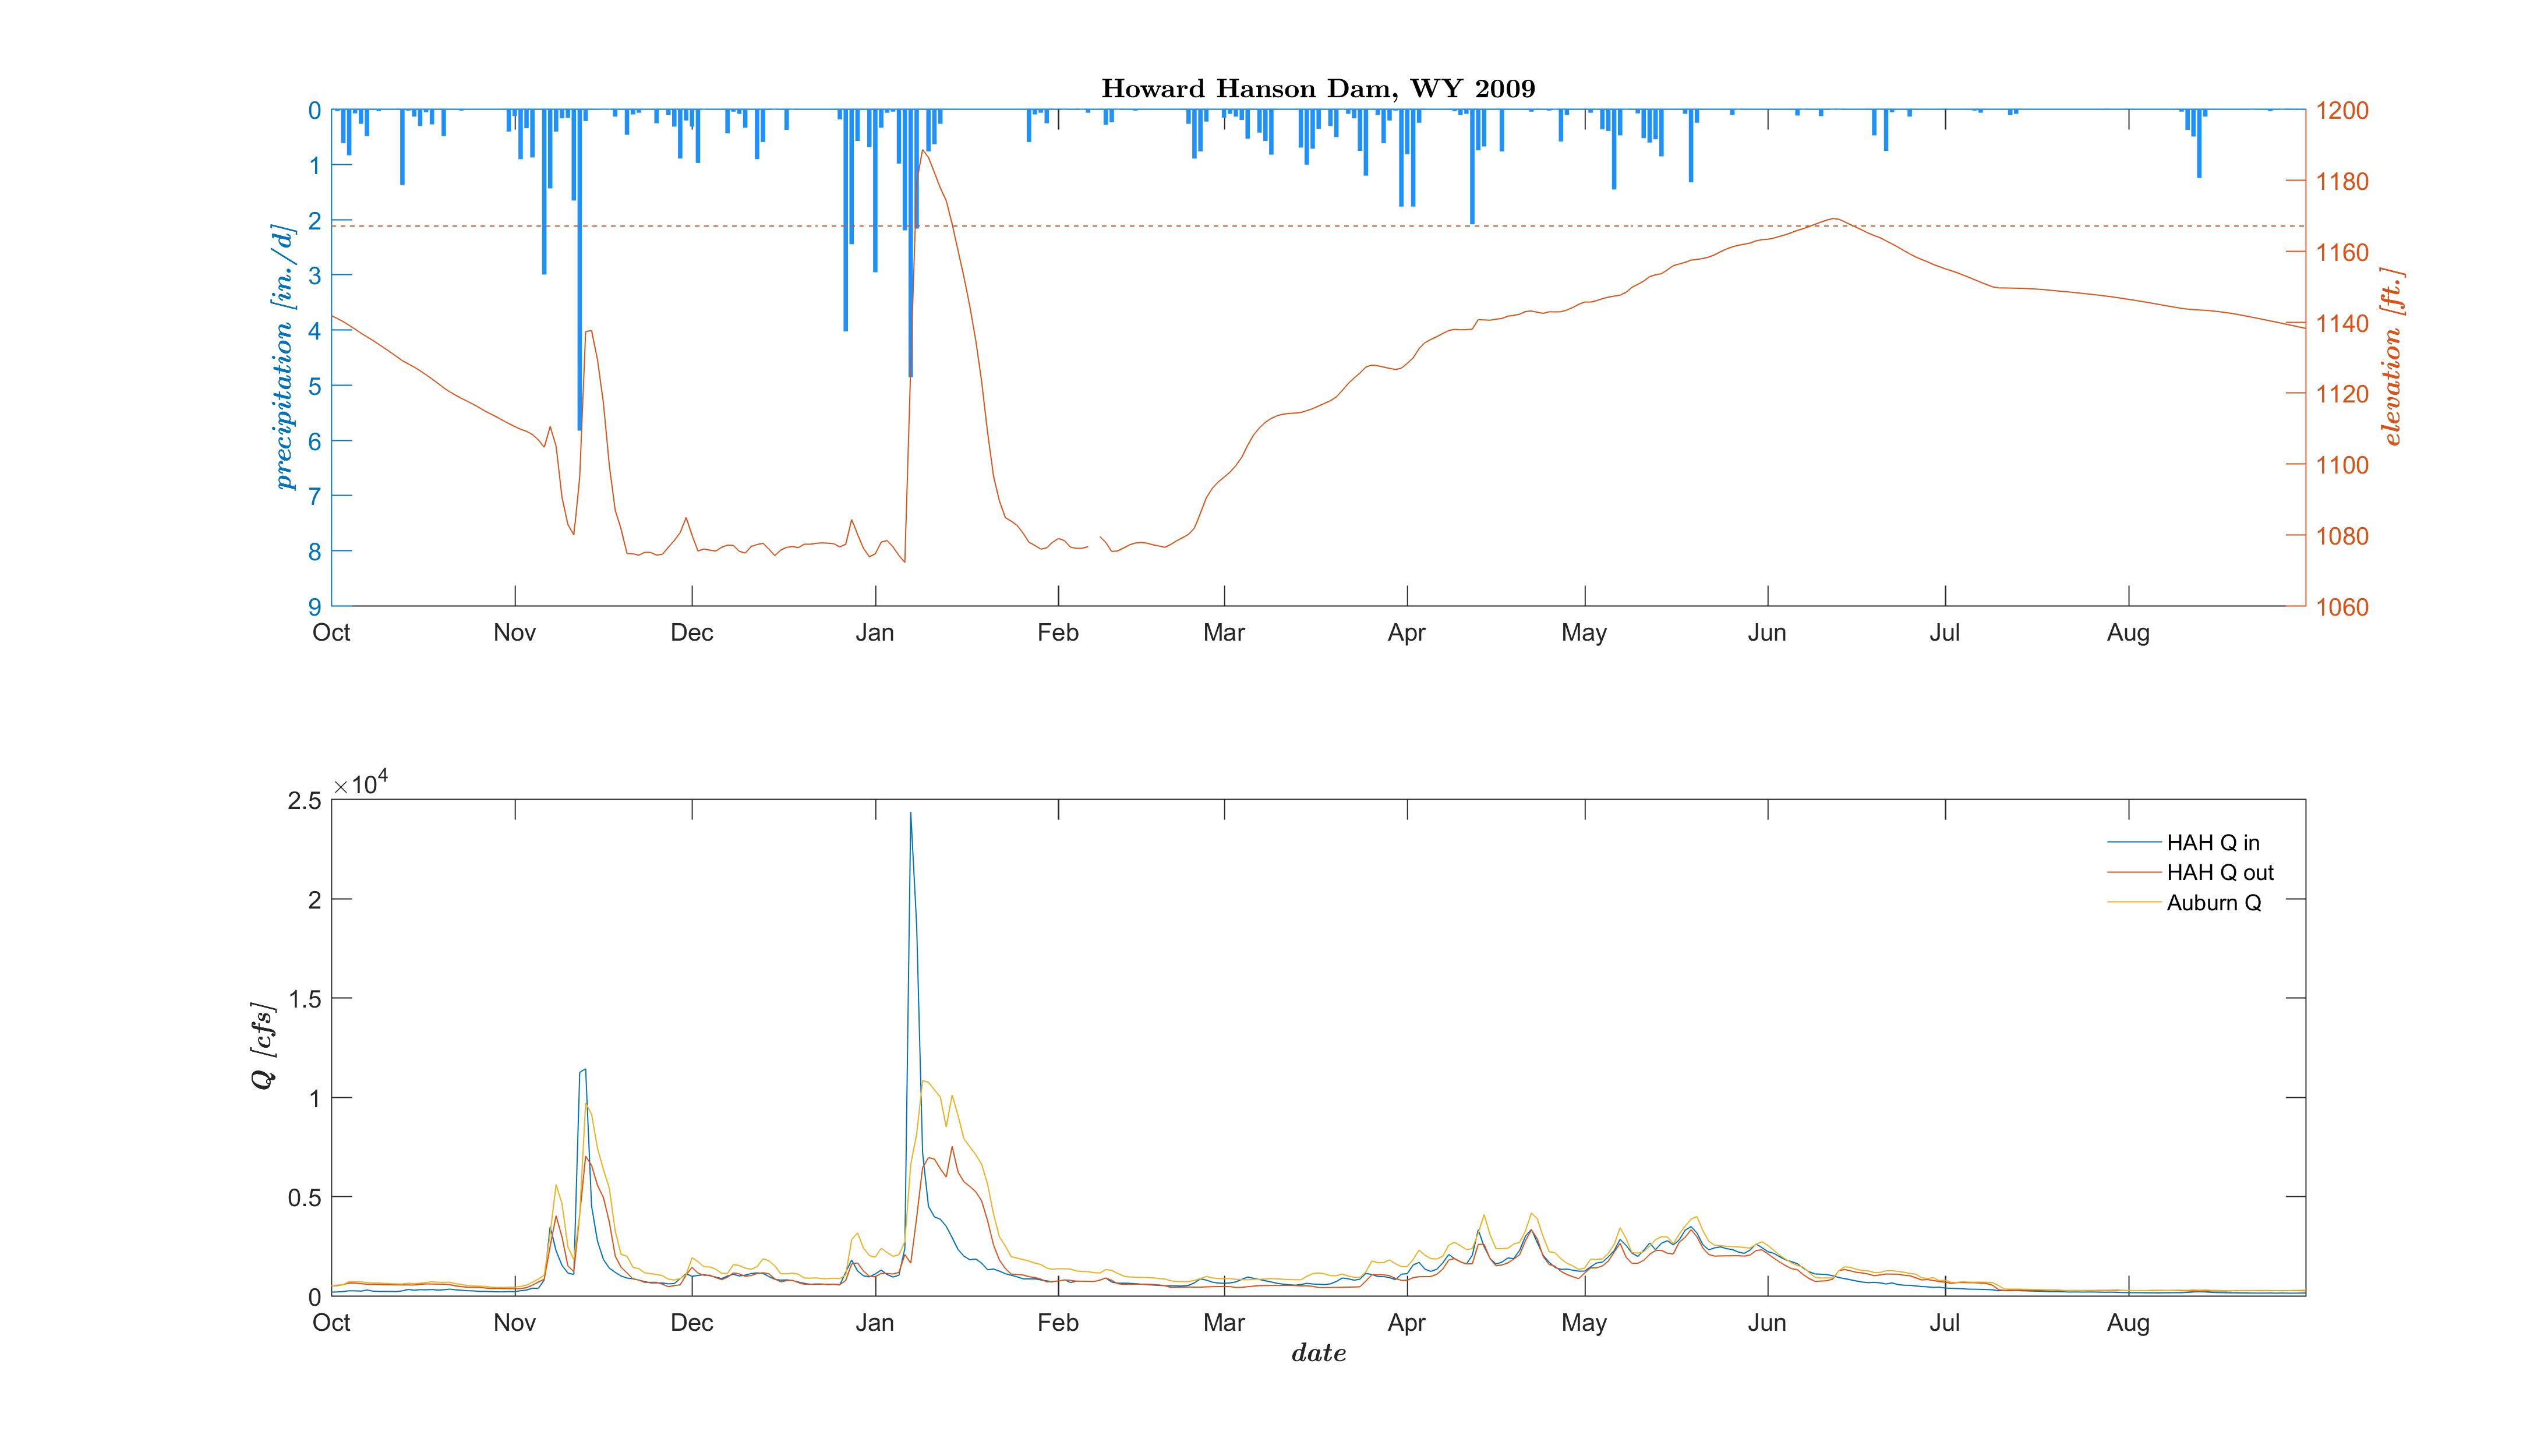 Howard Hanson Dam, WY 2009
0
1
2
3
4
5
6
7
8
9
precipitation [in./d]
1200
1180
1160
1140
1120
1100
1080
1060
elevation [ft.]
Oct Nov Dec Jan Feb Mar Apr May Jun Jul Aug
×10⁴
2.5
2
1.5
1
0.5
0
Q [cfs]
HAH Q in
HAH Q out
Auburn Q
Oct Nov Dec Jan Feb Mar Apr May Jun Jul Aug
date